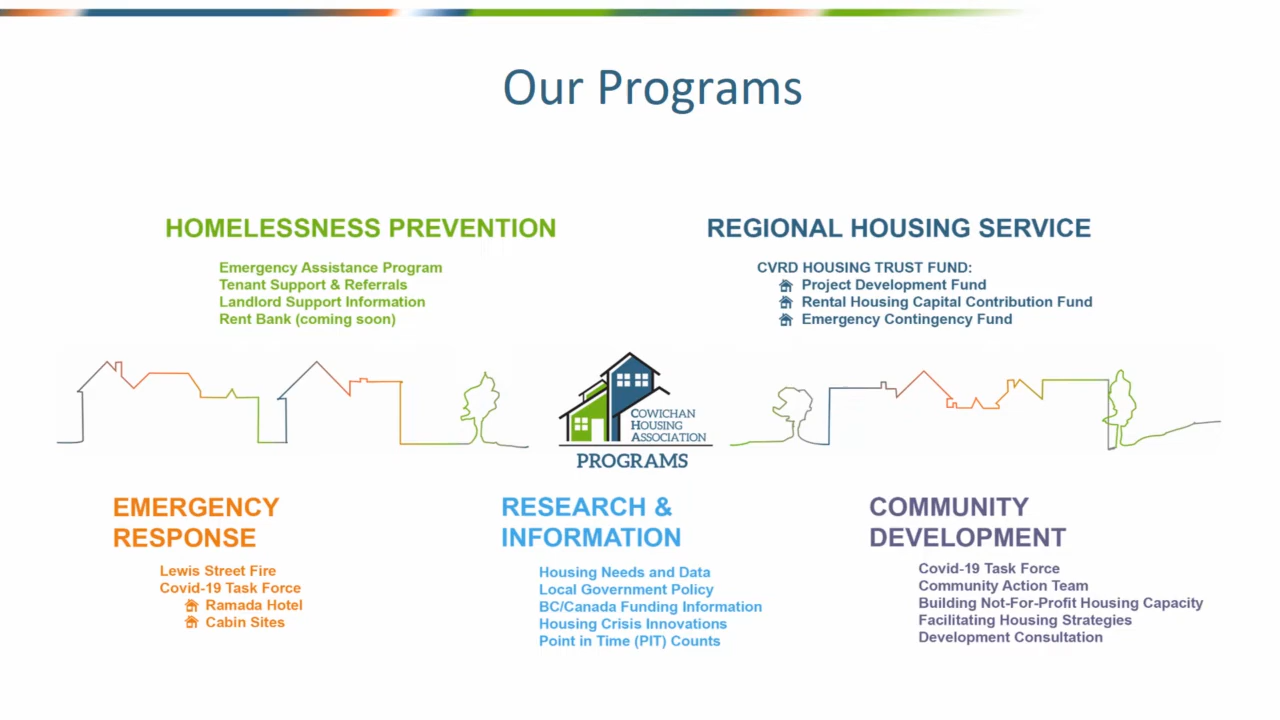 Our Programs
HOMELESSNESS PREVENTION
Emergency Assistance Program
Tenant Support & Referrals
Landlord Support Information
Rent Bank (coming soon)
REGIONAL HOUSING SERVICE
CVRD HOUSING TRUST FUND:
Project Development Fund
Rental Housing Capital Contribution Fund
Emergency Contingency Fund
COWICHAN
HOUSING
ASSOCIATION
PROGRAMS
EMERGENCY
RESPONSE
Lewis Street Fire
Covid-19 Task Force
Ramada Hotel
Cabin Sites
RESEARCH &
INFORMATION
Housing Needs and Data
Local Government Policy
BC/Canada Funding Information
Housing Crisis Innovations
Point in Time (PIT) Counts
COMMUNITY
DEVELOPMENT
Covid-19 Task Force
Community Action Team
Building Not-For-Profit Housing Capacity
Facilitating Housing Strategies
Development Consultation